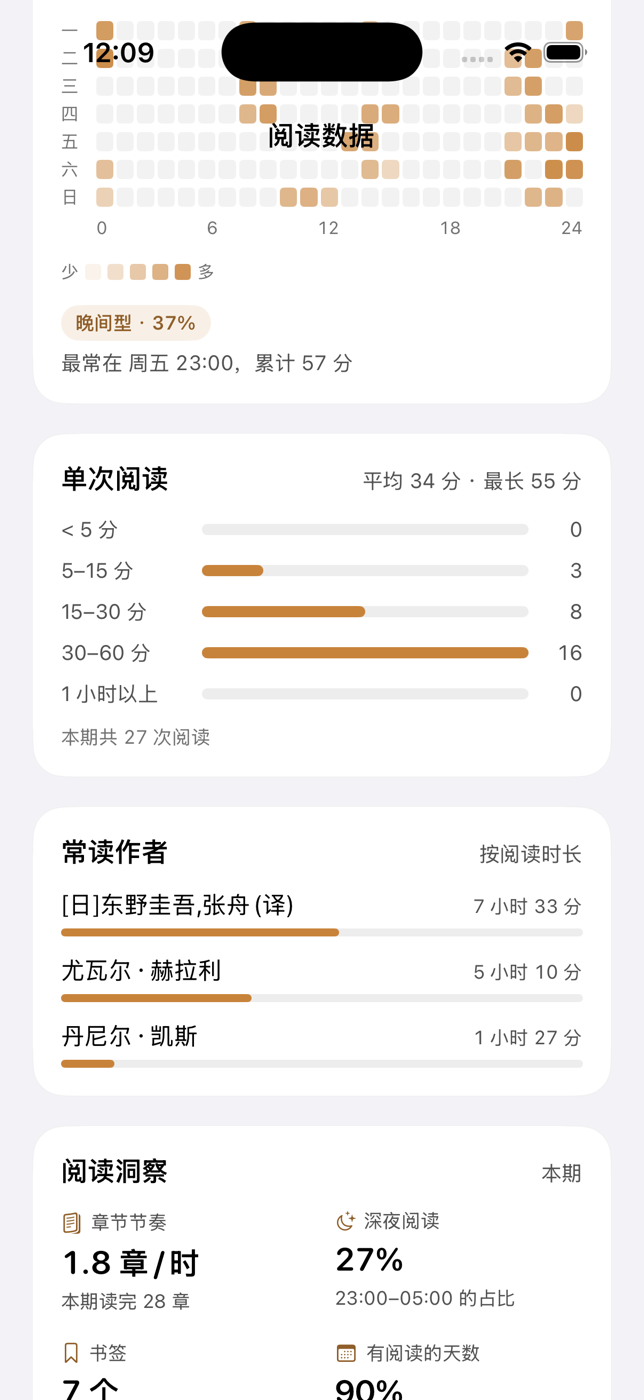 一
12:09
二
三
四
阅读数据
五
六
日
0 6 12 18 24
少 多
晚间型 · 37%
最常在 周五 23:00，累计 57 分
单次阅读 平均 34 分 · 最长 55 分
< 5 分 0
5–15 分 3
15–30 分 8
30–60 分 16
1 小时以上 0
本期共 27 次阅读
常读作者 按阅读时长
[日]东野圭吾,张舟 (译) 7 小时 33 分
尤瓦尔 · 赫拉利 5 小时 10 分
丹尼尔 · 凯斯 1 小时 27 分
阅读洞察 本期
章节节奏 深夜阅读
1.8 章 / 时 27%
本期读完 28 章 23:00–05:00 的占比
书签 有阅读的天数
7 个 90%